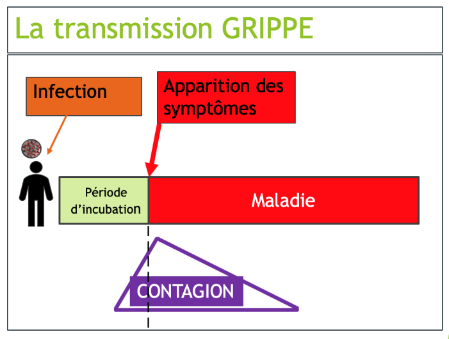 La transmission GRIPPE
Infection
Apparition des
symptômes
Période
d'incubation
Maladie
CONTAGION